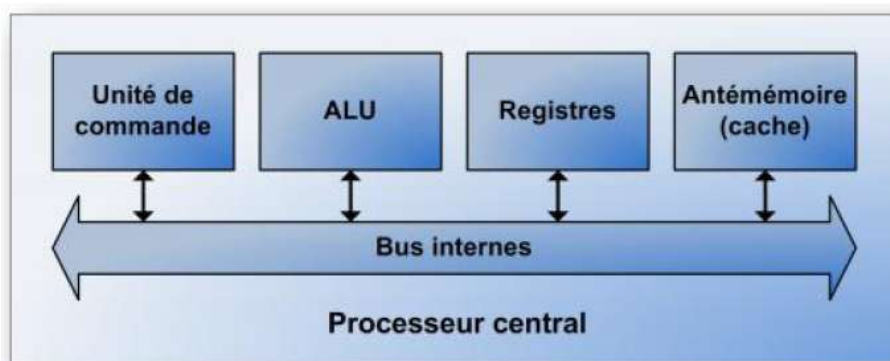 Unité de
commande
ALU
Registres
Antémémoire
(cache)
Bus internes
Processeur central